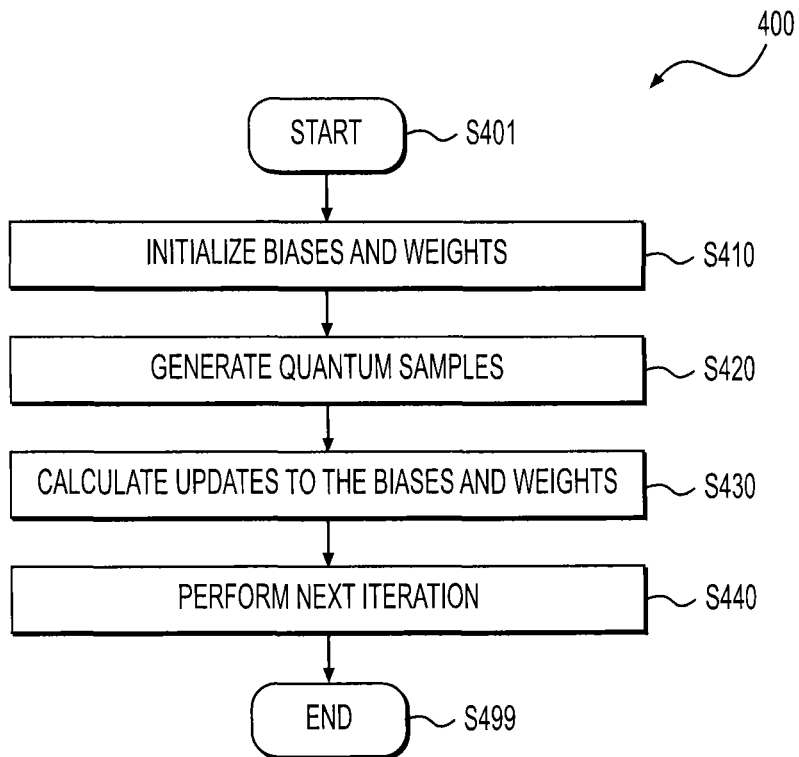 400
START
S401
INITIALIZE BIASES AND WEIGHTS
S410
GENERATE QUANTUM SAMPLES
S420
CALCULATE UPDATES TO THE BIASES AND WEIGHTS
S430
PERFORM NEXT ITERATION
S440
END
S499